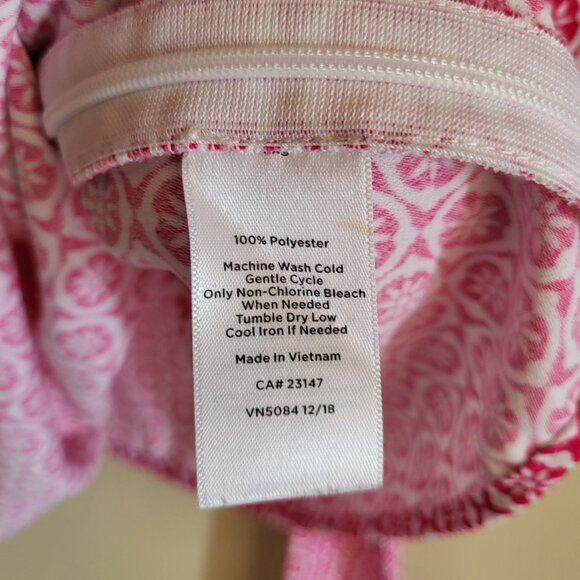 100% Polyester
Machine Wash Cold
Gentle Cycle
Only Non-Chlorine Bleach
When Needed
Tumble Dry Low
Cool Iron If Needed
Made In Vietnam
CA# 23147
VN5084 12/18